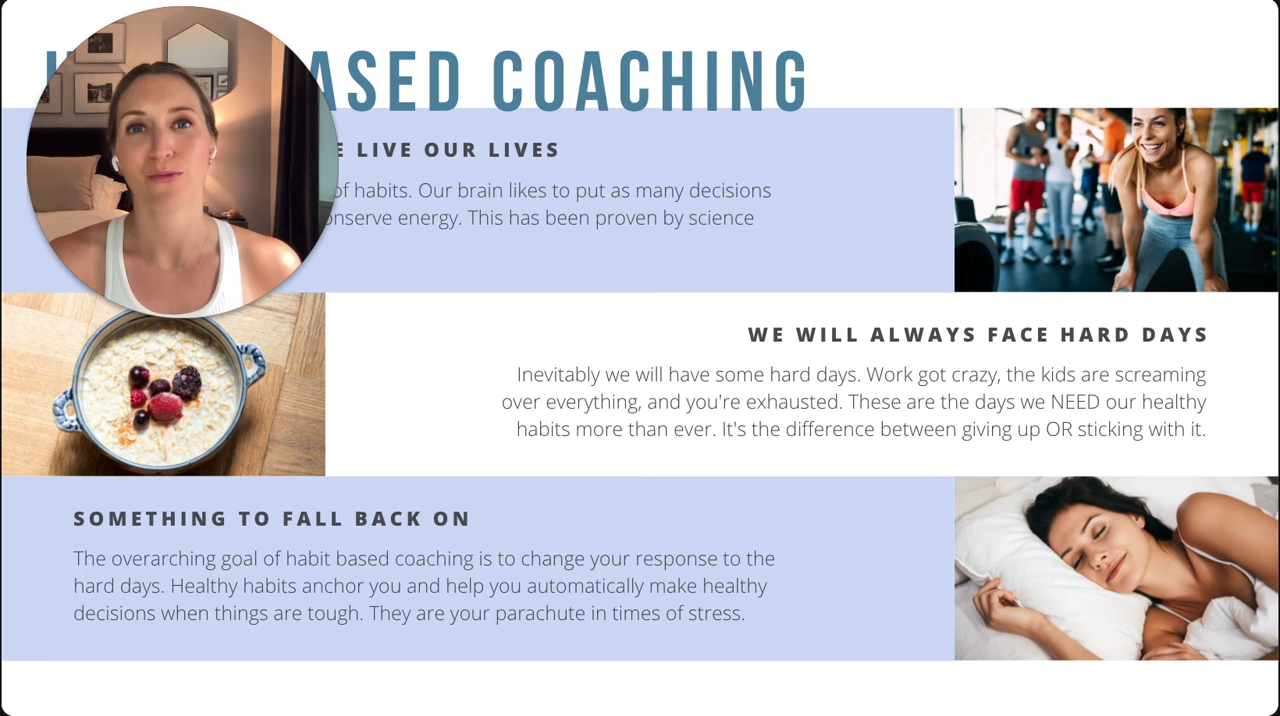 ASED COACHING
E LIVE OUR LIVES
of habits. Our brain likes to put as many decisions
onserve energy. This has been proven by science
WE WILL ALWAYS FACE HARD DAYS
Inevitably we will have some hard days. Work got crazy, the kids are screaming
over everything, and you're exhausted. These are the days we NEED our healthy
habits more than ever. It's the difference between giving up OR sticking with it.
SOMETHING TO FALL BACK ON
The overarching goal of habit based coaching is to change your response to the
hard days. Healthy habits anchor you and help you automatically make healthy
decisions when things are tough. They are your parachute in times of stress.